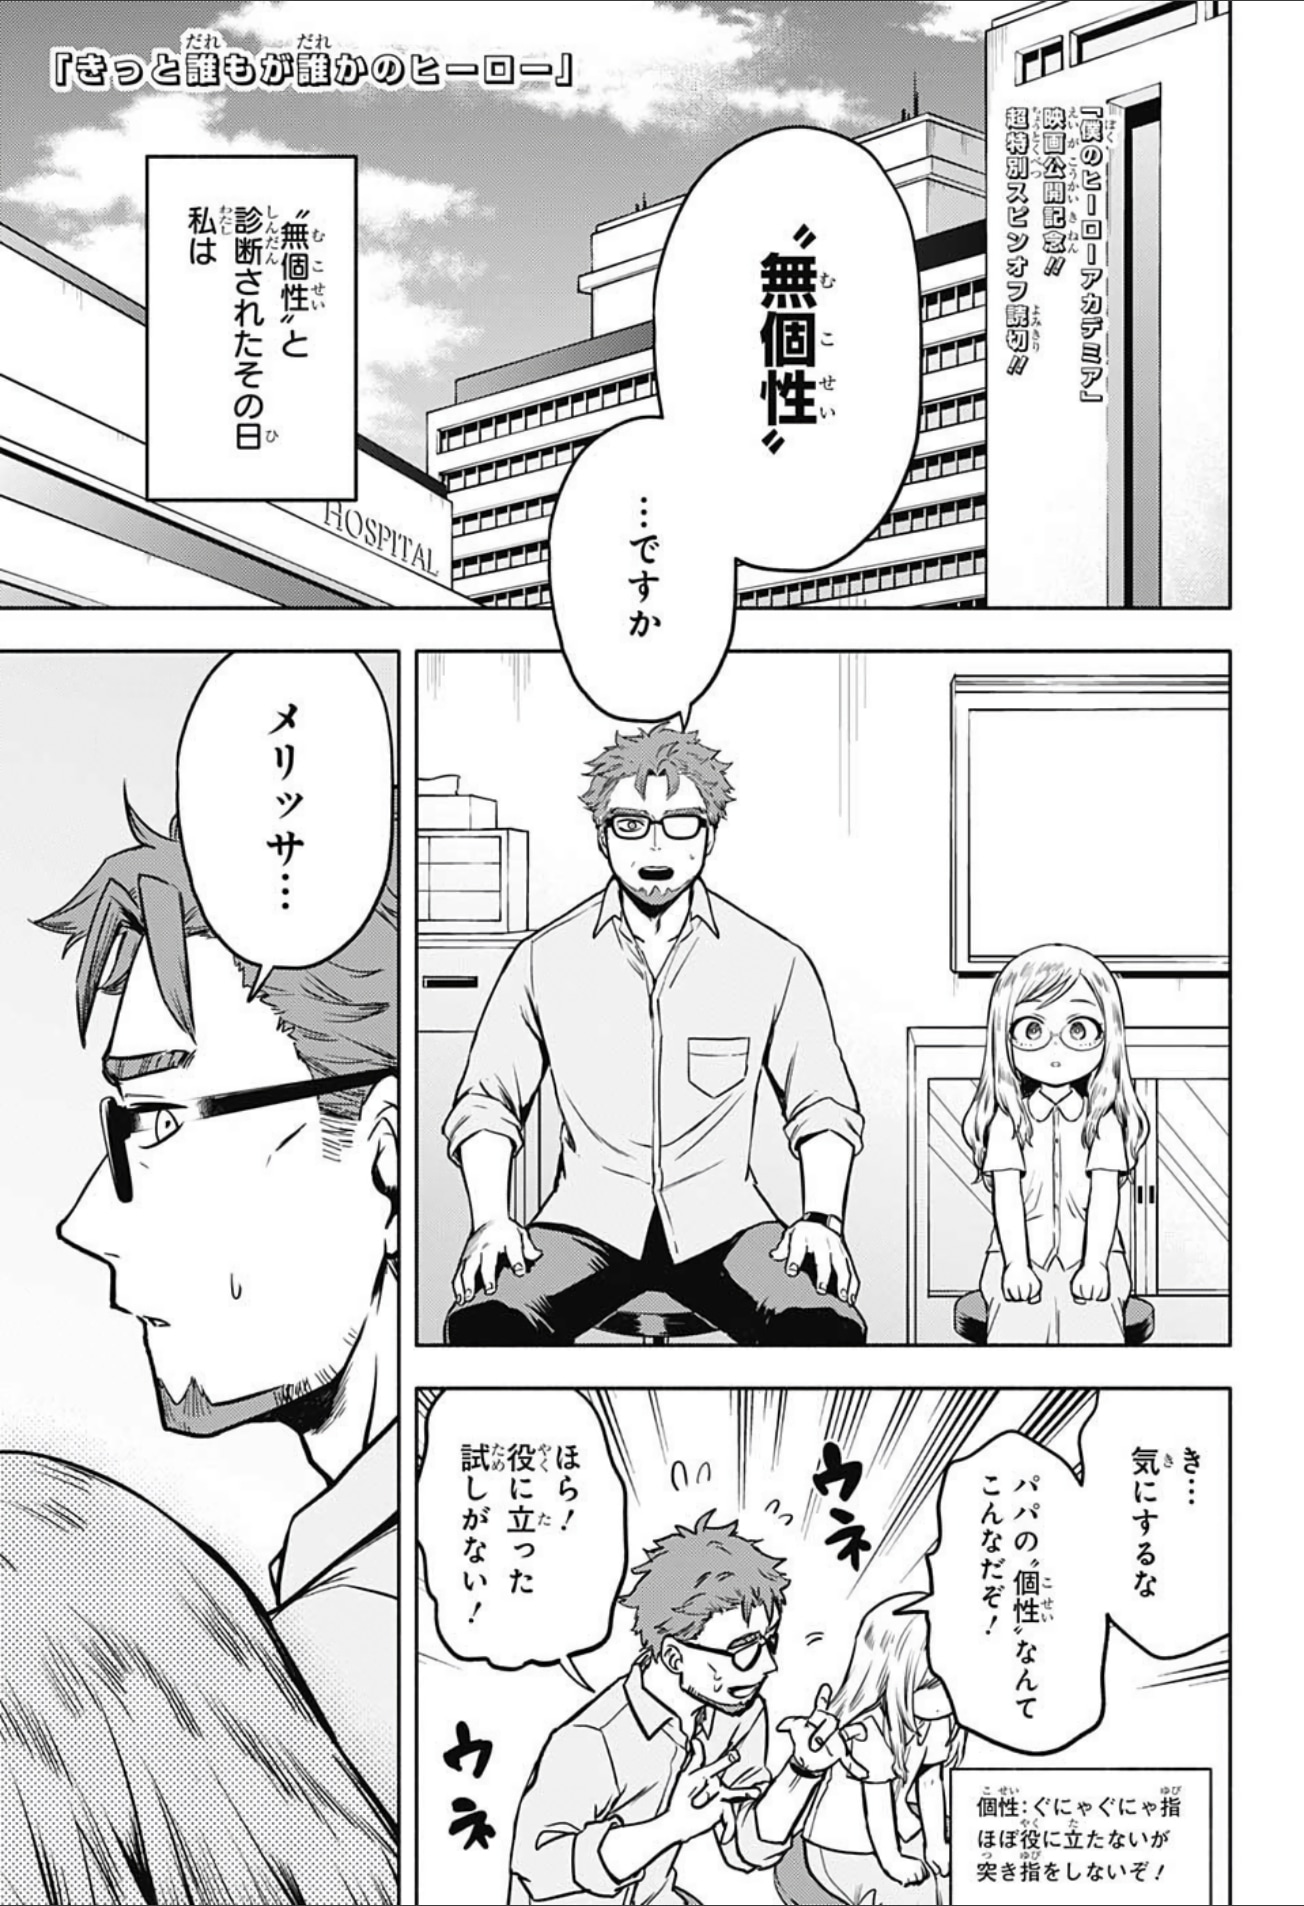 『きっと誰もが誰かのヒーロー』
『僕のヒーローアカデミア』
映画公開記念!!
超特別スピンオフ読切!!
〝無個性〟
…ですか
〝無個性〟と
診断されたその日
私は
HOSPITAL
メリッサ…
き…
気にするな
パパの〝個性〟なんて
こんなだぞ!
ウネ
ほら!
役に立った
試しがない!
ウネ
個性:ぐにゃぐにゃ指
ほぼ役に立たないが
突き指をしないぞ!